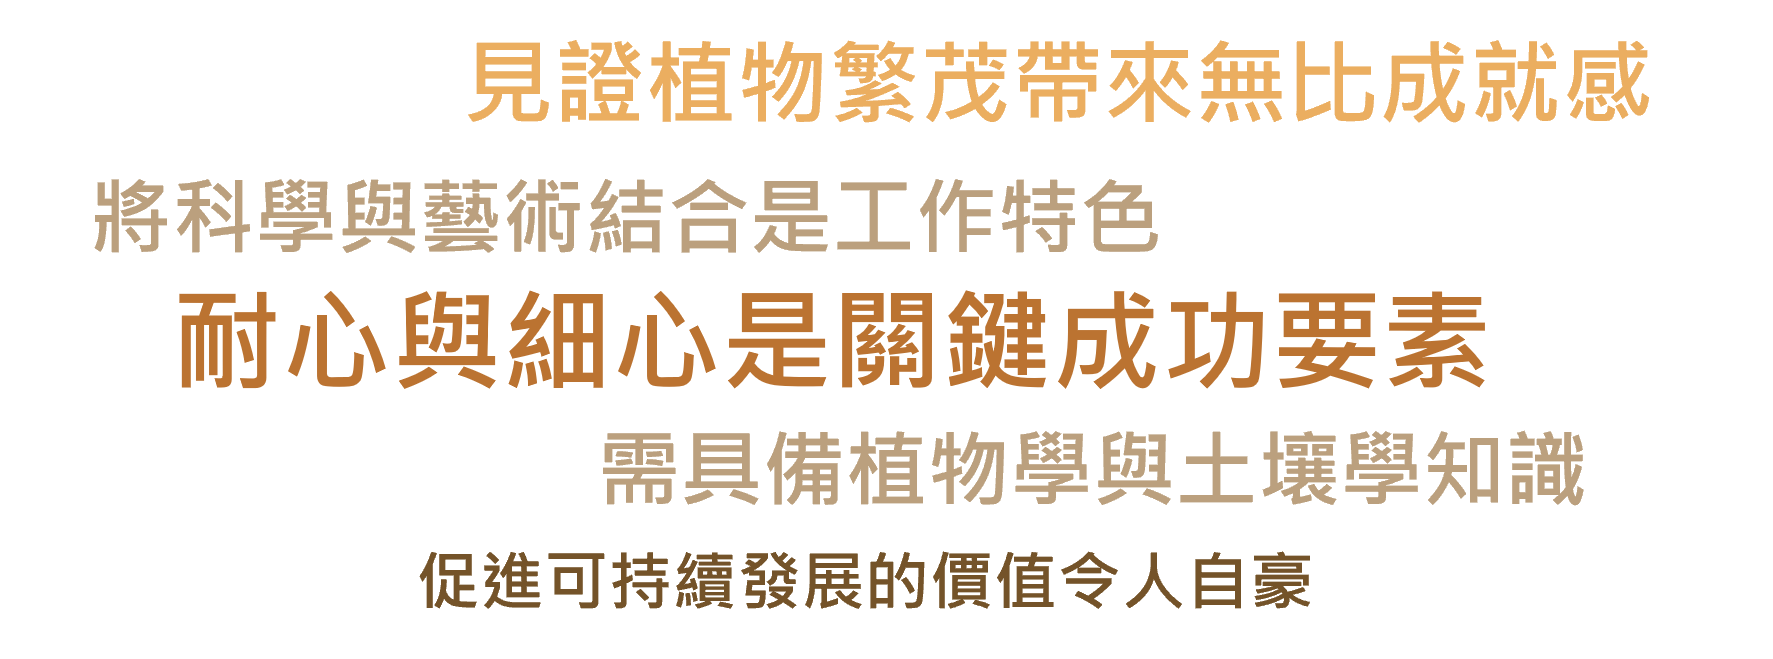 見證植物繁茂帶來無比成就感
將科學與藝術結合是工作特色
耐心與細心是關鍵成功要素
需具備植物學與土壤學知識
促進可持續發展的價值令人自豪